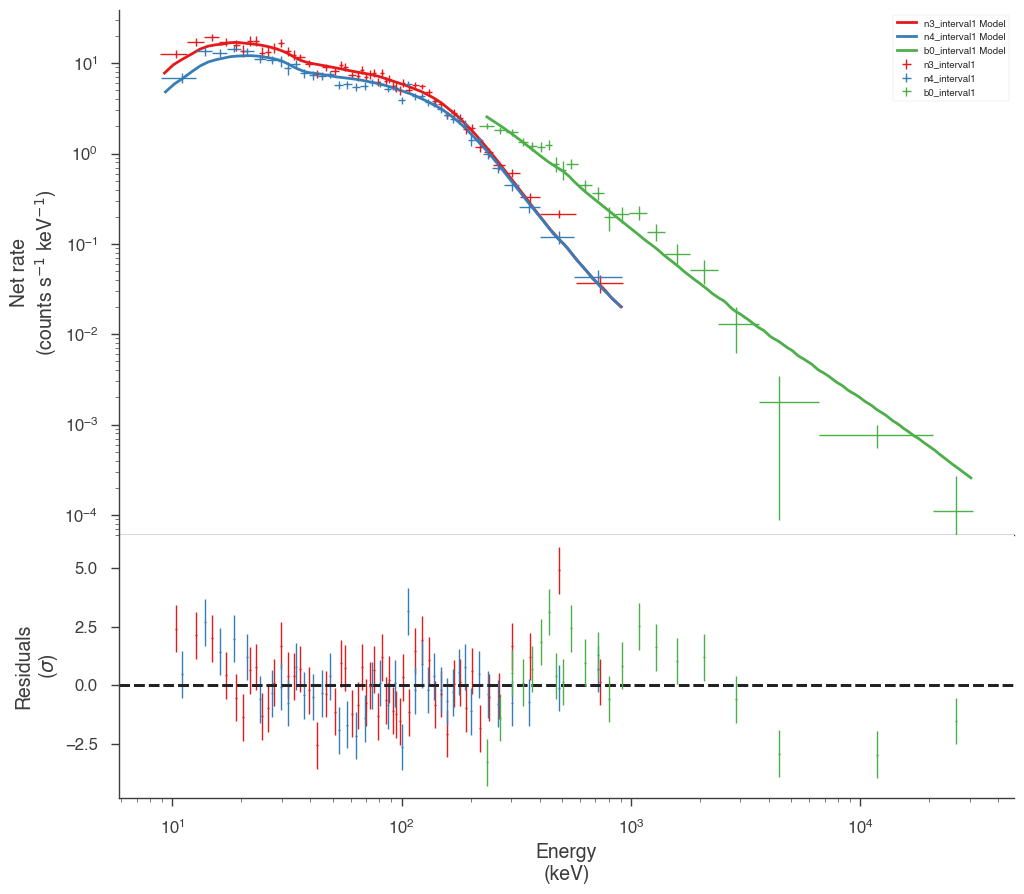 n3_interval1 Model
n4_interval1 Model
b0_interval1 Model
n3_interval1
n4_interval1
b0_interval1
Net rate
(counts s⁻¹ keV⁻¹)
10¹
10⁰
10⁻¹
10⁻²
10⁻³
10⁻⁴
Residuals
(σ)
5.0
2.5
0.0
−2.5
10¹
10²
10³
10⁴
Energy
(keV)